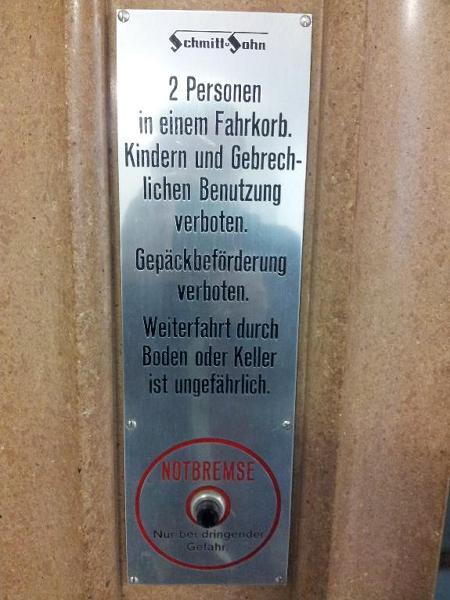 Schmitt+Sohn
2 Personen
in einem Fahrkorb.
Kindern und Gebrech-
lichen Benutzung
verboten.
Gepäckbeförderung
verboten.
Weiterfahrt durch
Boden oder Keller
ist ungefährlich.
NOTBREMSE
Nur bei dringender
Gefahr.